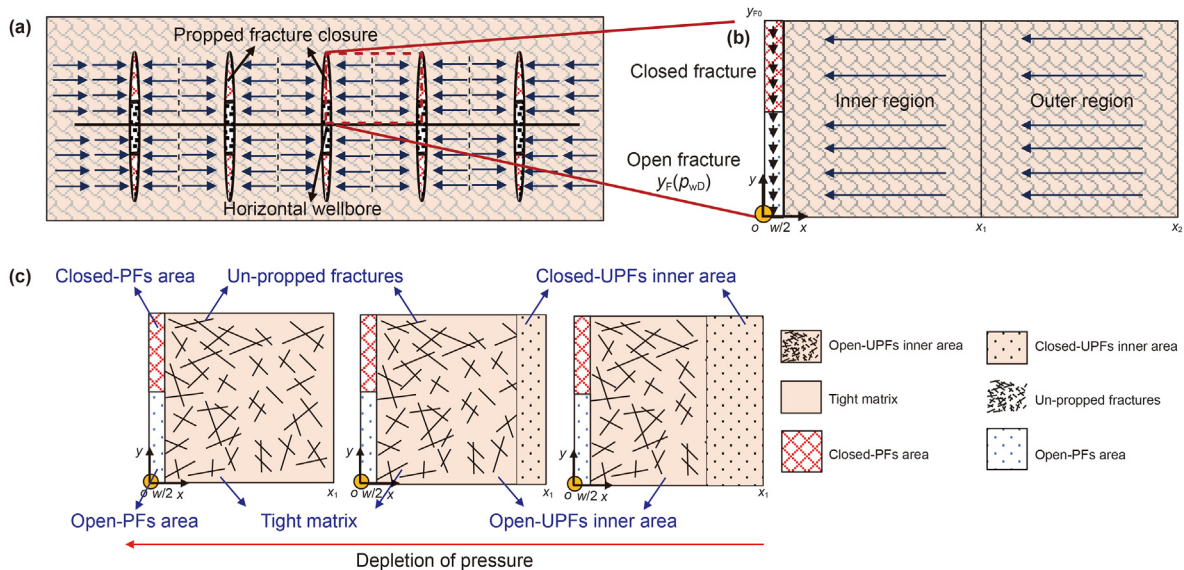 (a)
Propped fracture closure
Horizontal wellbore
(b)
yF0
Closed fracture
Inner region
Outer region
Open fracture
yF(pwD)
y
o w/2 x
x1
x2
(c)
Closed-PFs area
Un-propped fractures
Closed-UPFs inner area
y
o w/2 x
x1
y
o w/2 x
x1
y
o w/2 x
x1
Open-PFs area
Tight matrix
Open-UPFs inner area
Depletion of pressure
Open-UPFs inner area
Closed-UPFs inner area
Tight matrix
Un-propped fractures
Closed-PFs area
Open-PFs area